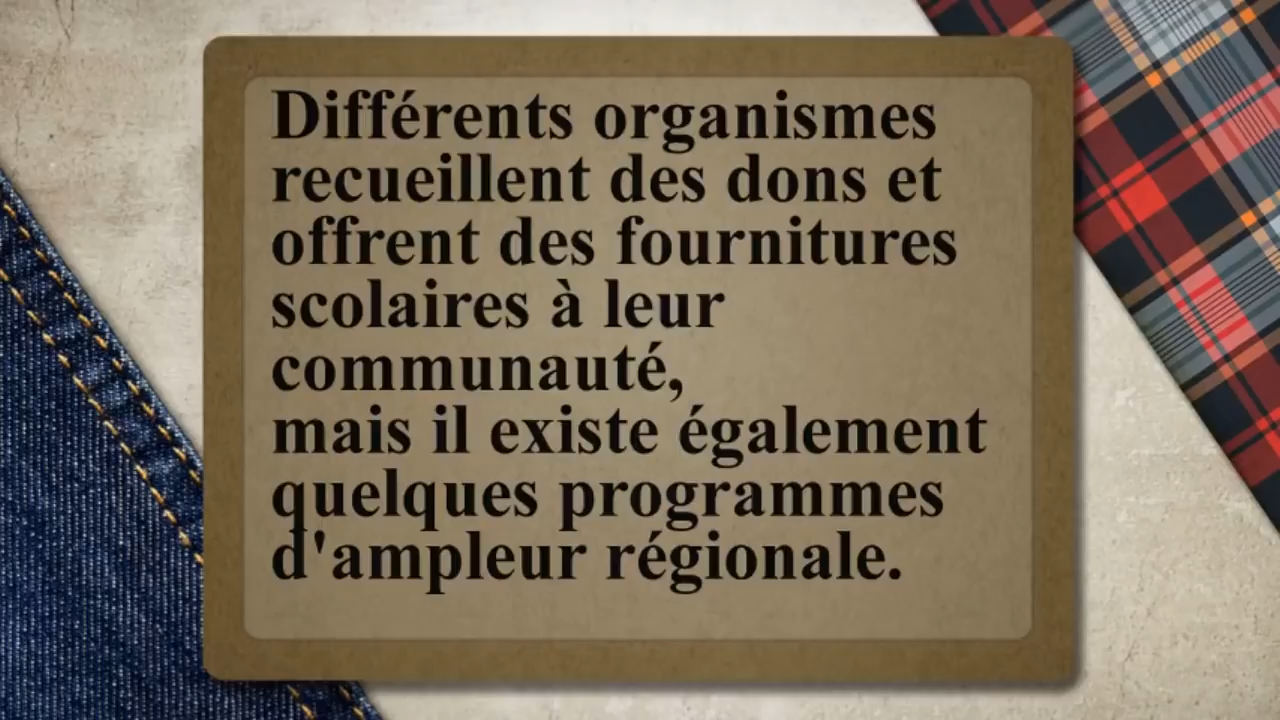 Différents organismes
recueillent des dons et
offrent des fournitures
scolaires à leur
communauté,
mais il existe également
quelques programmes
d'ampleur régionale.